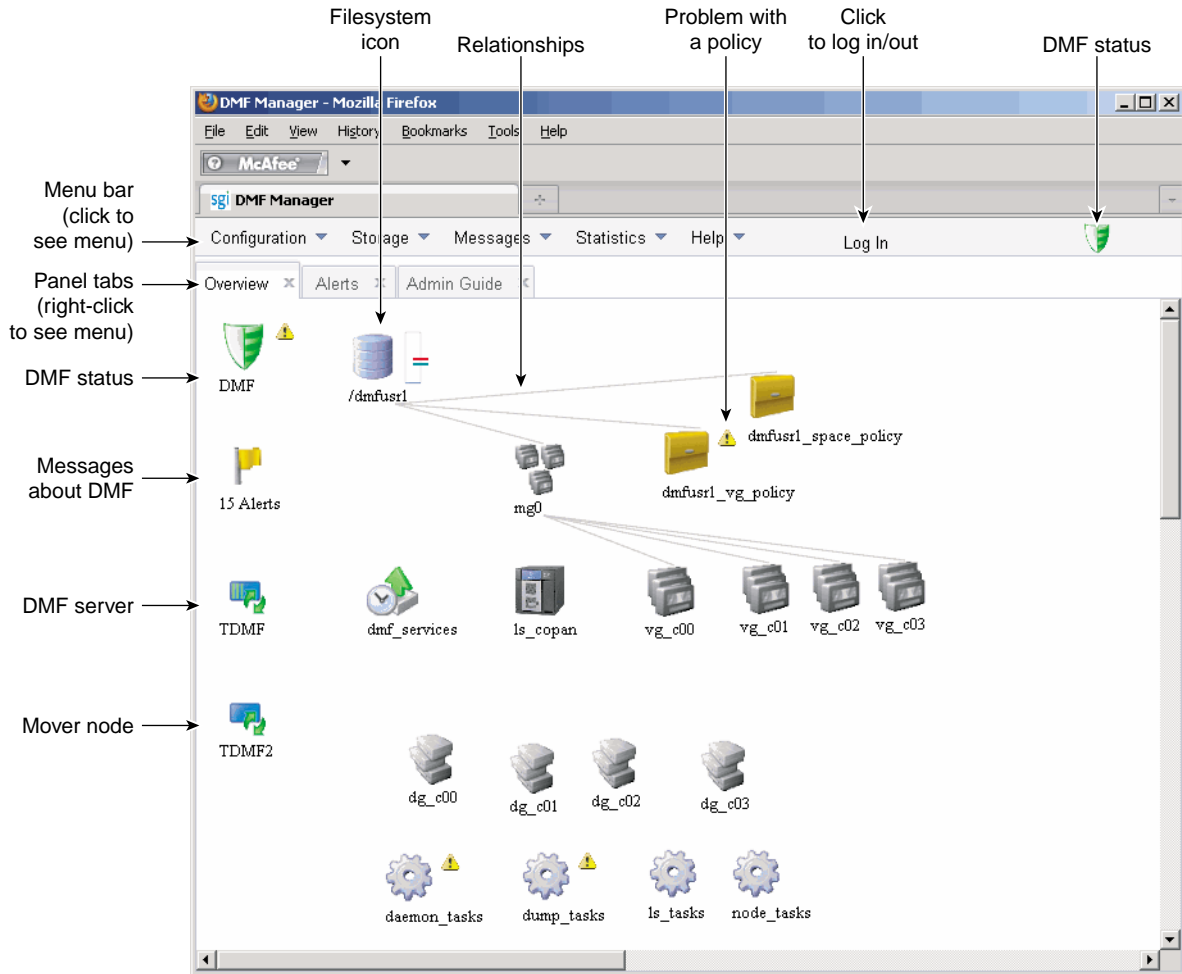 Filesystem
icon
Relationships
Problem with
a policy
Click
to log in/out
DMF status
DMF Manager - Mozilla Firefox
File Edit View History Bookmarks Tools Help
McAfee
sgi DMF Manager
Menu bar
(click to
see menu)
Configuration Storage Messages Statistics Help Log In
Panel tabs
(right-click
to see menu)
Overview Alerts Admin Guide
DMF status
DMF
/dmfusr1
dmfusr1_space_policy
Messages
about DMF
15 Alerts
mg0
dmfusr1_vg_policy
DMF server
TDMF
dmf_services
ls_copan
vg_c00
vg_c01
vg_c02
vg_c03
Mover node
TDMF2
dg_c00
dg_c01
dg_c02
dg_c03
daemon_tasks
dump_tasks
ls_tasks
node_tasks